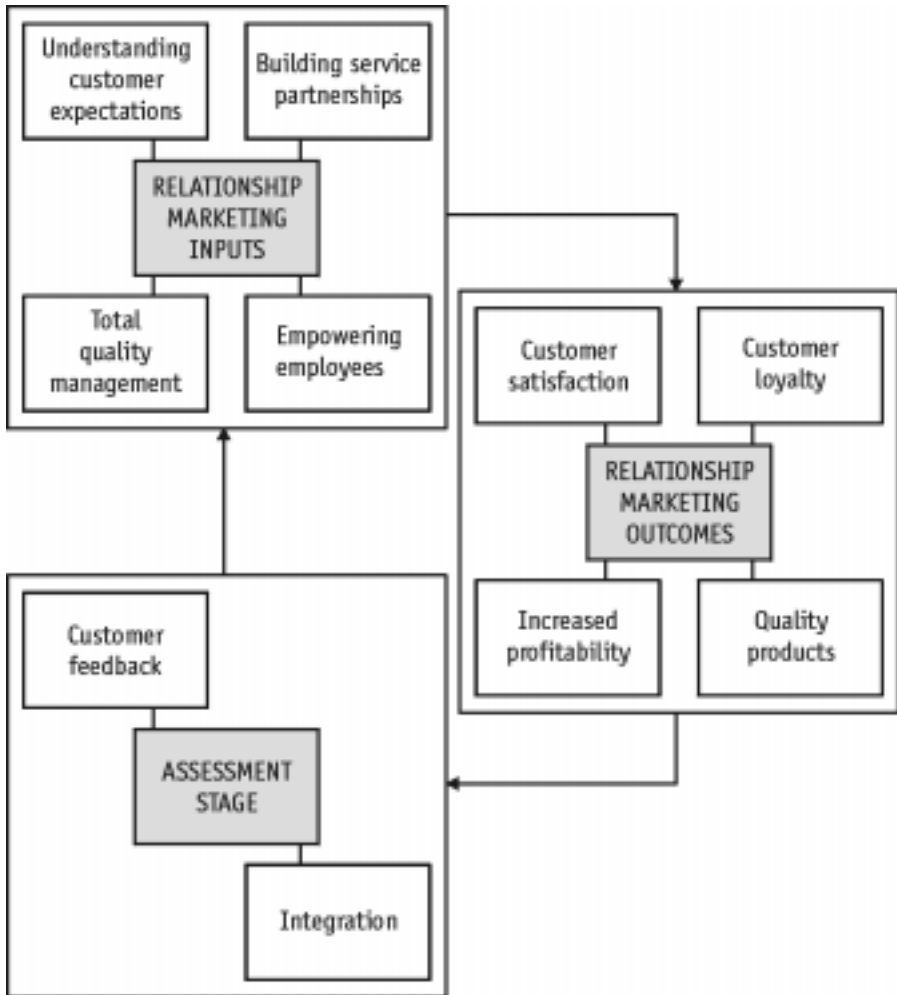 Understanding
customer
expectations
Building service
partnerships
RELATIONSHIP
MARKETING
INPUTS
Total
quality
management
Empowering
employees
Customer
satisfaction
Customer
loyalty
RELATIONSHIP
MARKETING
OUTCOMES
Increased
profitability
Quality
products
Customer
feedback
ASSESSMENT
STAGE
Integration